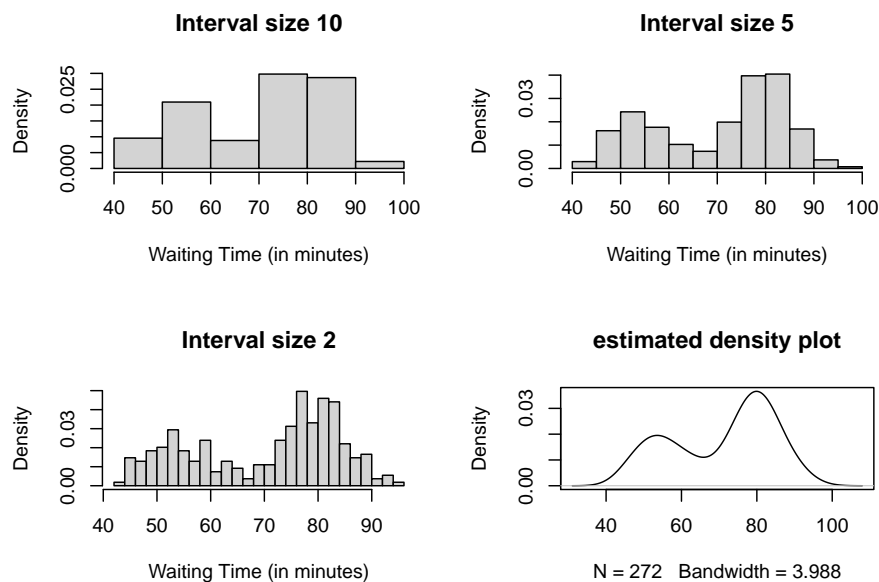 Interval size 10
Density
0.000
0.025
40 50 60 70 80 90 100
Waiting Time (in minutes)
Interval size 5
Density
0.00
0.03
40 50 60 70 80 90 100
Waiting Time (in minutes)
Interval size 2
Density
0.00
0.03
40 50 60 70 80 90
Waiting Time (in minutes)
estimated density plot
Density
0.00
0.03
40 60 80 100
N = 272 Bandwidth = 3.988